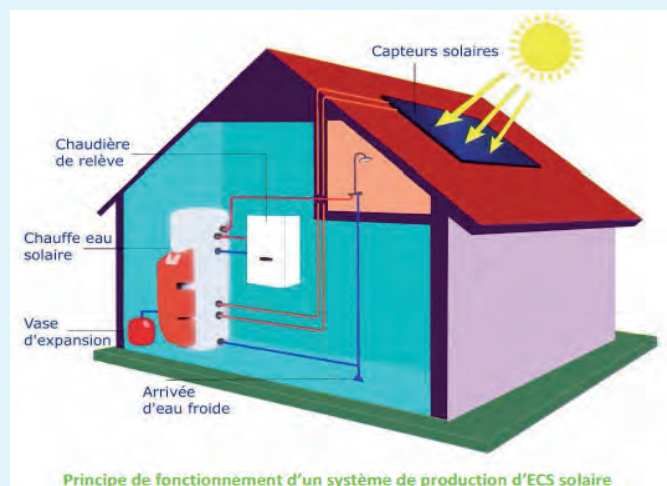 Capteurs solaires
Chaudière
de relève
Chauffe eau
solaire
Vase
d'expansion
Arrivée
d'eau froide
Principe de fonctionnement d'un système de production d'ECS solaire